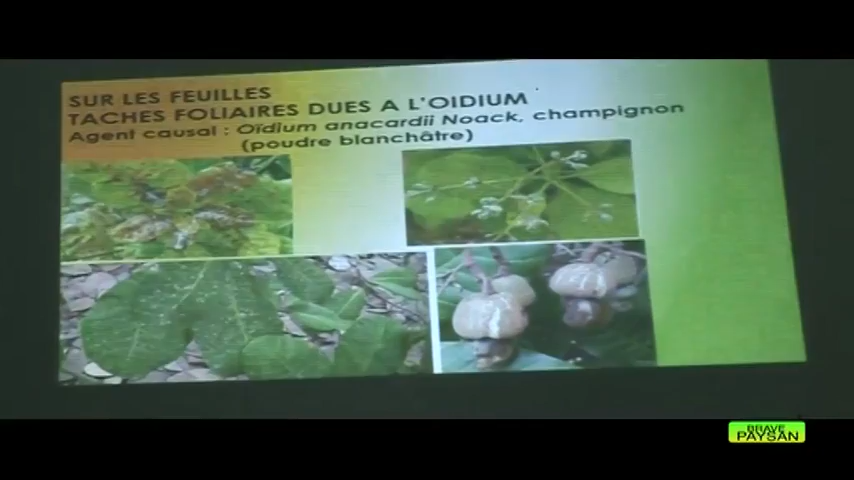 SUR LES FEUILLES
TACHES FOLIAIRES DUES A L'OIDIUM
Agent causal : Oïdium anacardii Noack, champignon
(poudre blanchâtre)
BRAVE
PAYSAN